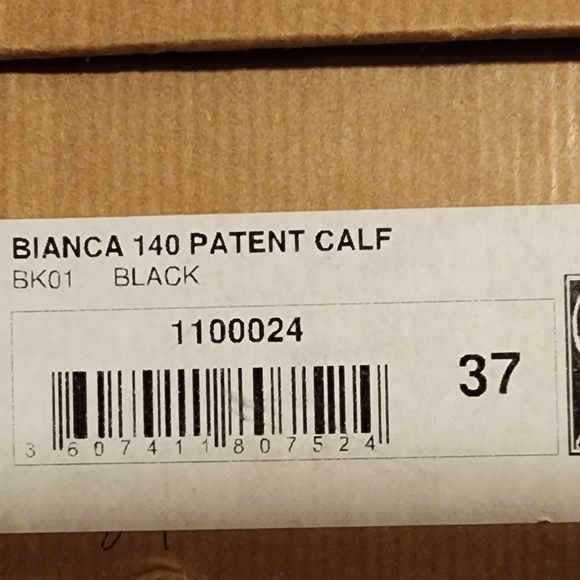 BIANCA 140 PATENT CALF
BK01 BLACK
1100024
37
3 607411 807524